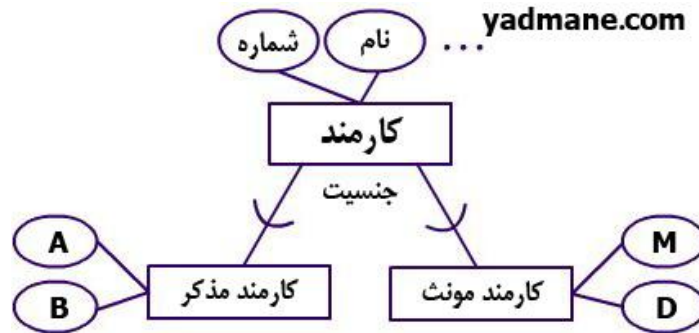 yadmane.com
شماره
نام
...
کارمند
جنسیت
A
M
کارمند مذکر
کارمند مونث
B
D